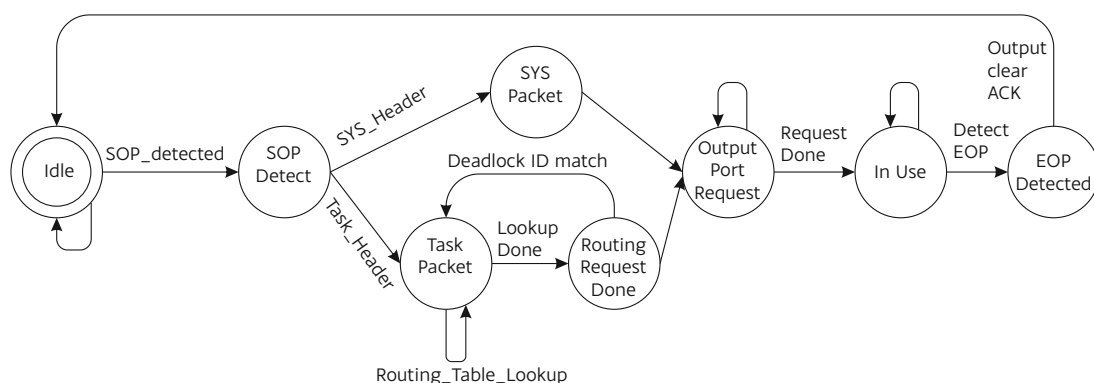 Output
clear
ACK
SYS
Packet
SYS_Header
SOP_detected
Idle
SOP
Detect
Deadlock ID match
Output
Port
Request
Request
Done
In Use
Detect
EOP
EOP
Detected
Task_Header
Task
Packet
Lookup
Done
Routing
Request
Done
Routing_Table_Lookup